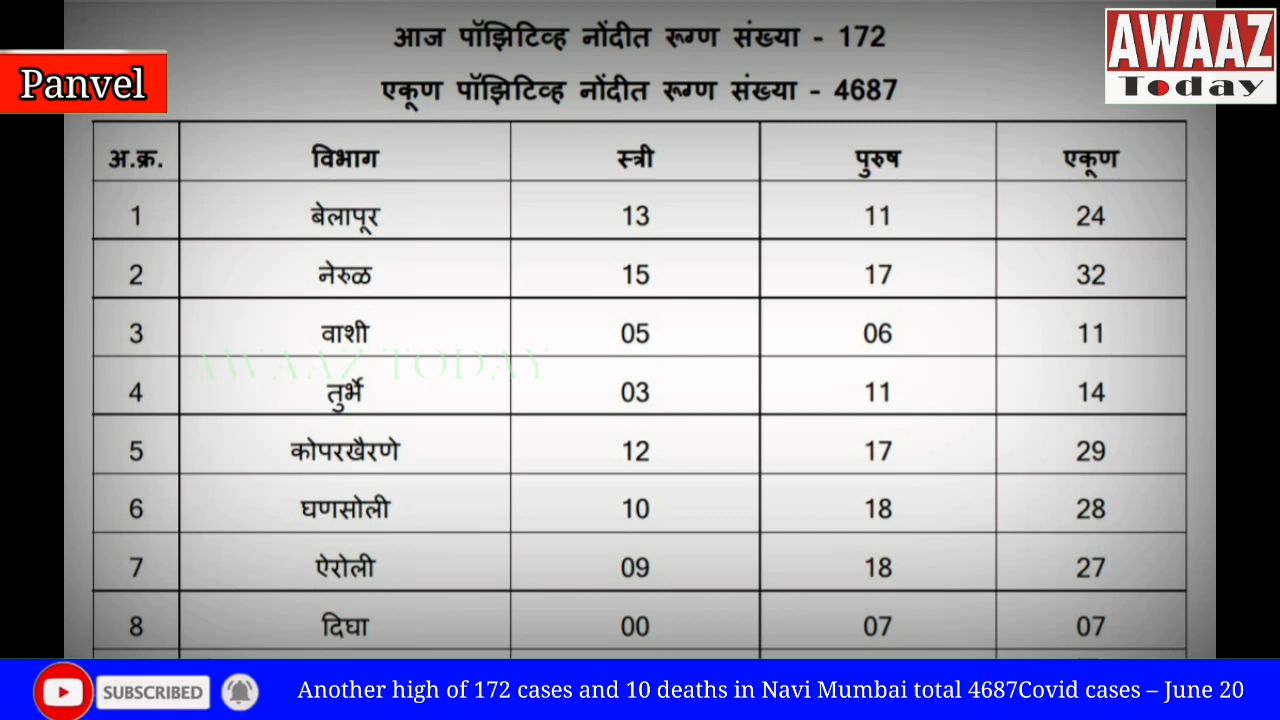 आज पॉझिटिव्ह नोंदीत रूग्ण संख्या - 172
एकूण पॉझिटिव्ह नोंदीत रूग्ण संख्या - 4687
Panvel
AWAAZ
Today
अ.क्र. विभाग स्त्री पुरुष एकूण
1 बेलापूर 13 11 24
2 नेरुळ 15 17 32
3 वाशी 05 06 11
AWAAZ TODAY
4 तुर्भे 03 11 14
5 कोपरखैरणे 12 17 29
6 घणसोली 10 18 28
7 ऐरोली 09 18 27
8 दिघा 00 07 07
SUBSCRIBED
Another high of 172 cases and 10 deaths in Navi Mumbai total 4687Covid cases – June 20